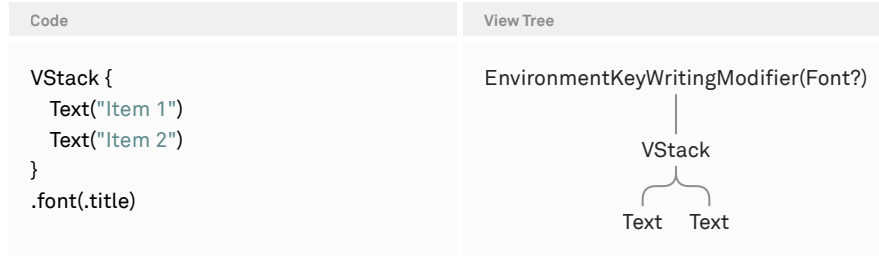 Code
VStack {
Text("Item 1")
Text("Item 2")
}
.font(.title)
View Tree
EnvironmentKeyWritingModifier(Font?)
VStack
Text Text